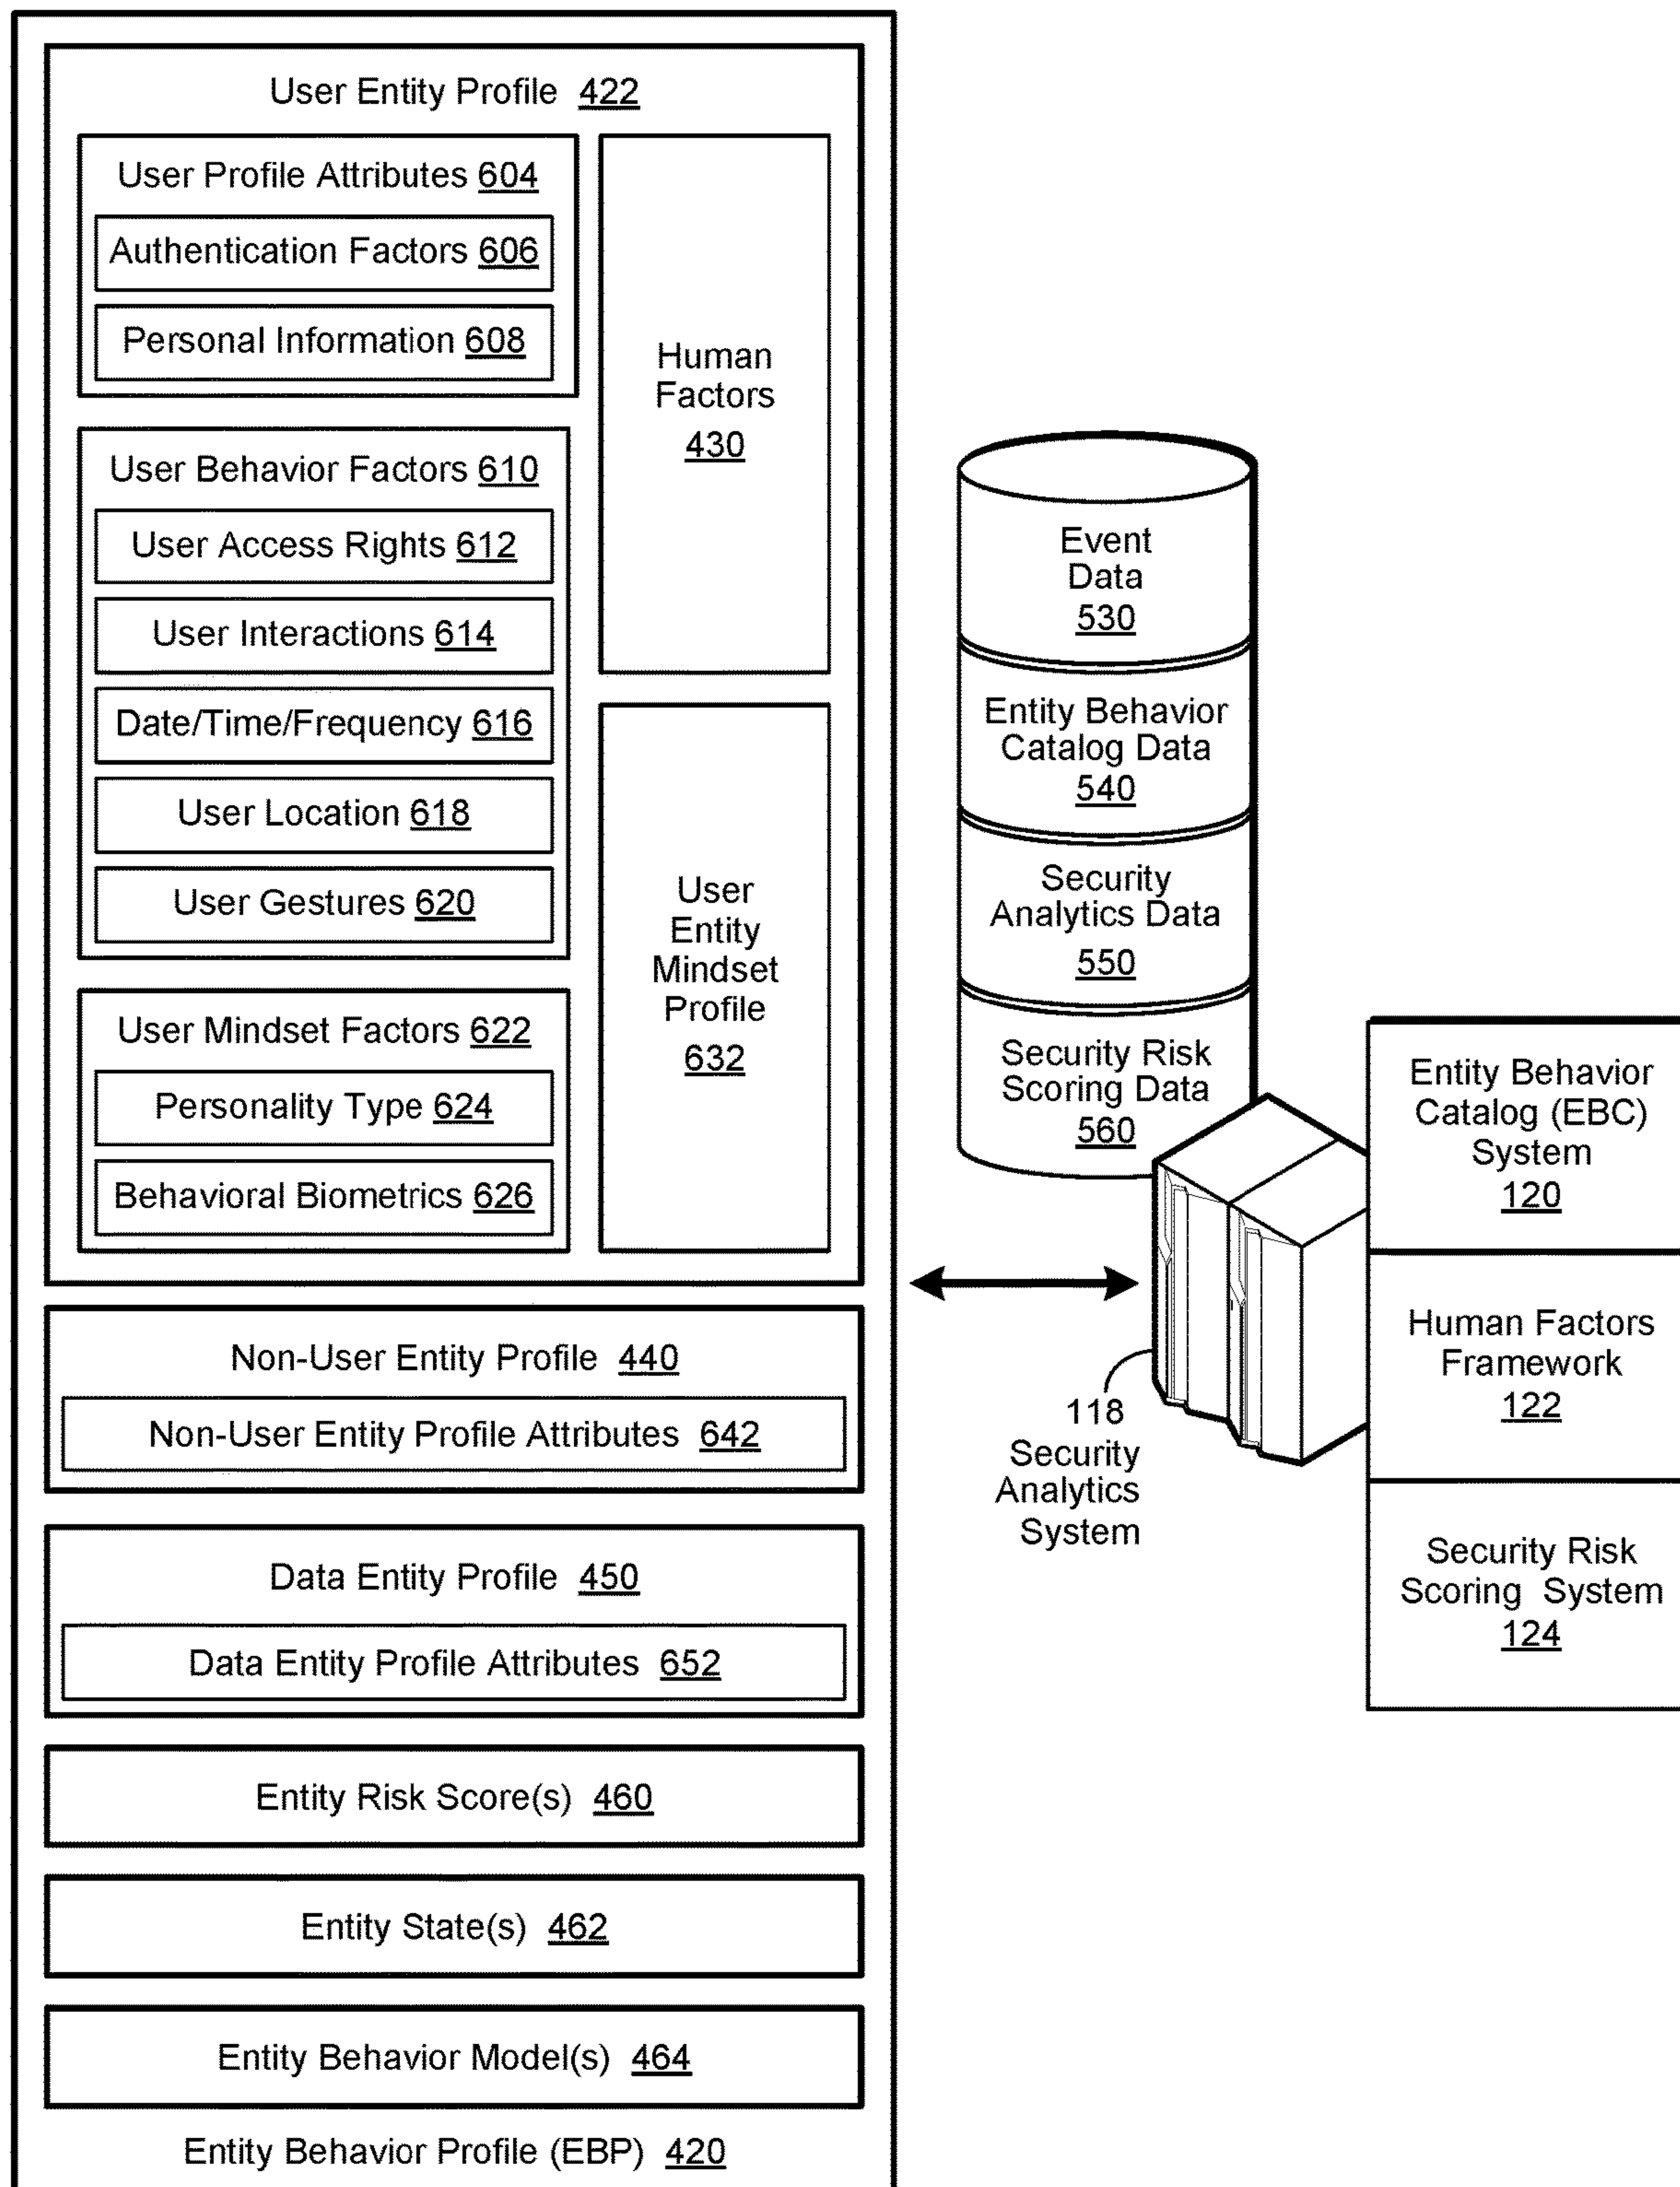 User Entity Profile 422
User Profile Attributes 604
Authentication Factors 606
Personal Information 608
Human
Factors
430
User Behavior Factors 610
User Access Rights 612
User Interactions 614
Date/Time/Frequency 616
User Location 618
User Gestures 620
User
Entity
Mindset
Profile
632
User Mindset Factors 622
Personality Type 624
Behavioral Biometrics 626
Non-User Entity Profile 440
Non-User Entity Profile Attributes 642
Data Entity Profile 450
Data Entity Profile Attributes 652
Entity Risk Score(s) 460
Entity State(s) 462
Entity Behavior Model(s) 464
Entity Behavior Profile (EBP) 420
Event
Data
530
Entity Behavior
Catalog Data
540
Security
Analytics Data
550
Security Risk
Scoring Data
560
118
Security
Analytics
System
Entity Behavior
Catalog (EBC)
System
120
Human Factors
Framework
122
Security Risk
Scoring System
124